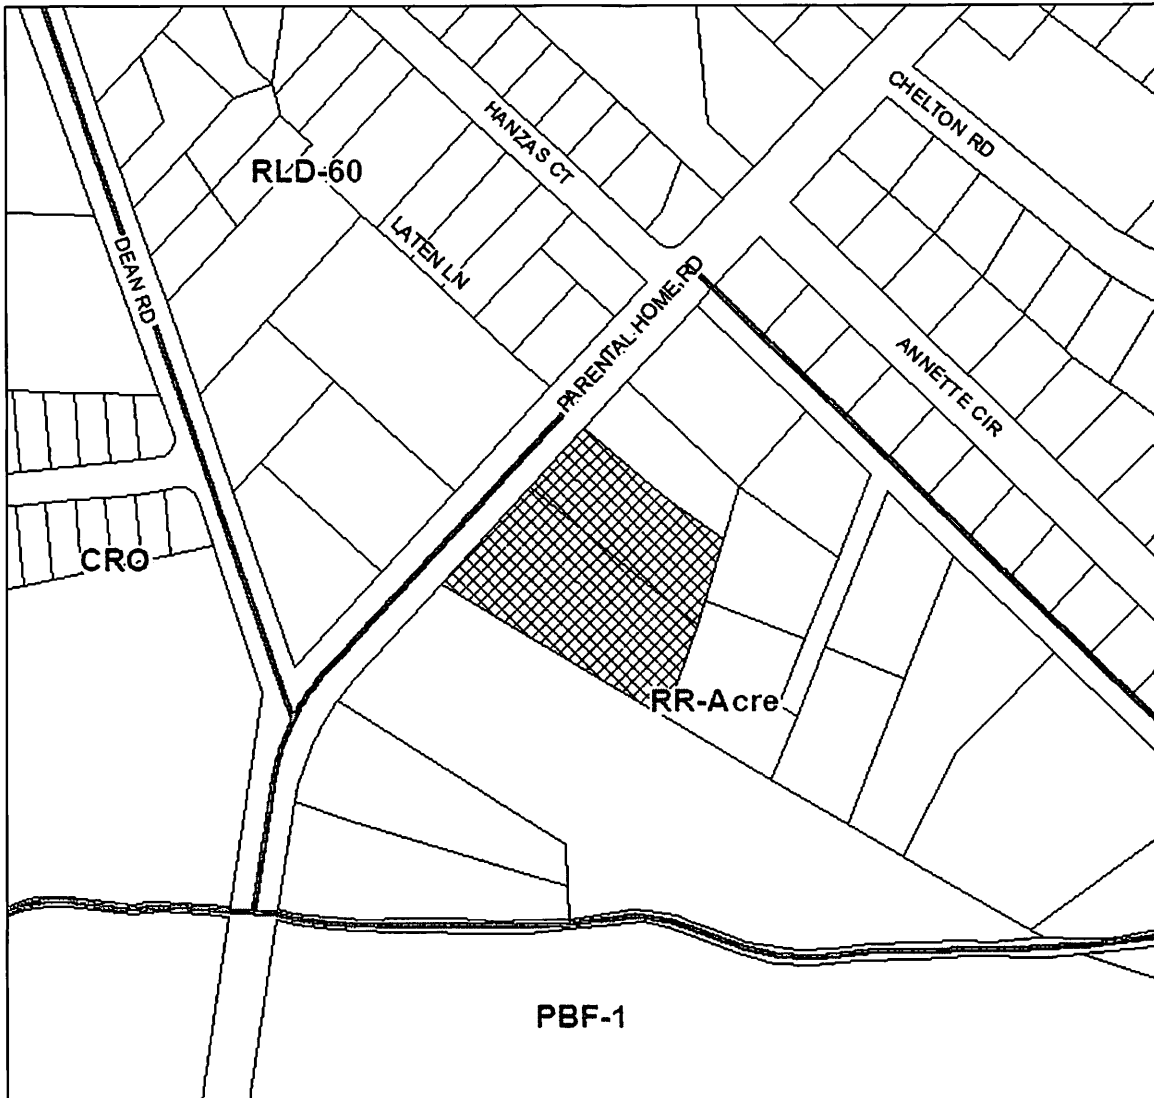 CHELTON RD
HANZAS CT
RLD-60
LATEN LN
DEAN RD
PARENTAL HOME RD
ANNETTE CIR
CRO
RR-Acre
PBF-1